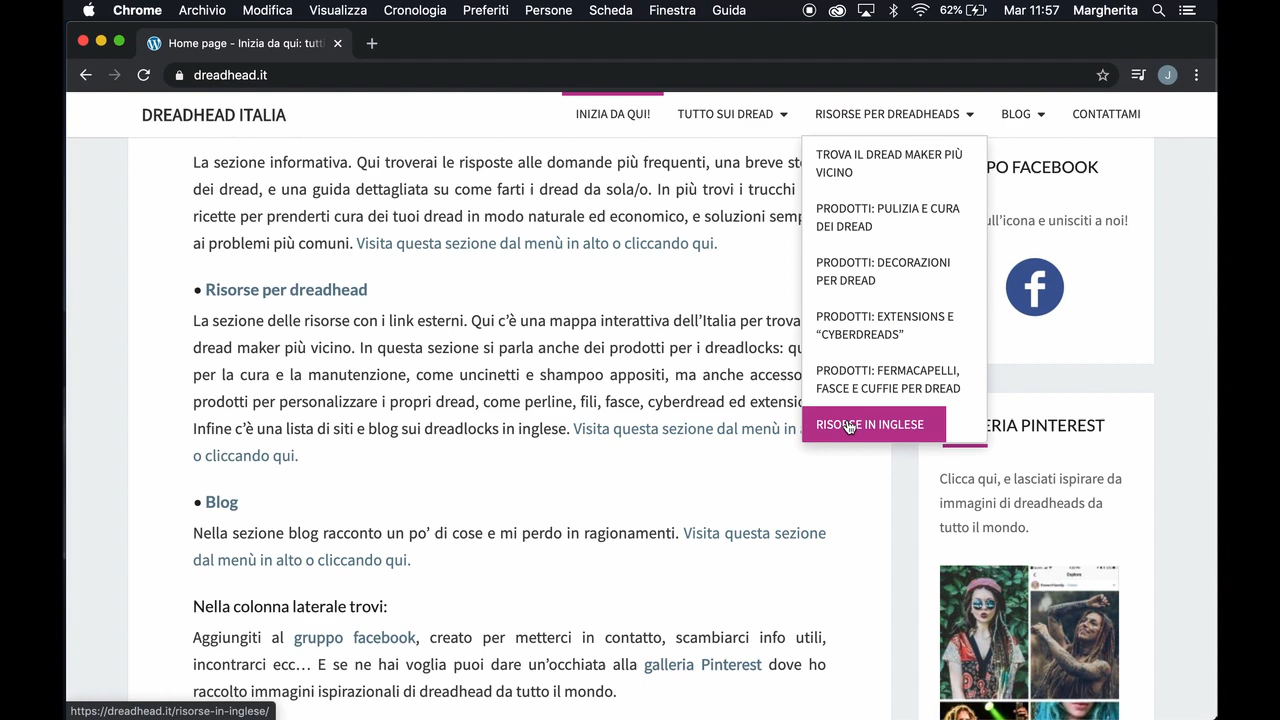 Chrome Archivio Modifica Visualizza Cronologia Preferiti Persone Scheda Finestra Guida 62% Mar 11:57 Margherita
Home page - Inizia da qui: tutti
dreadhead.it J
DREADHEAD ITALIA INIZIA DA QUI! TUTTO SUI DREAD RISORSE PER DREADHEADS BLOG CONTATTAMI
La sezione informativa. Qui troverai le risposte alle domande più frequenti, una breve
dei dread, e una guida dettagliata su come farti i dread da sola/o. In più trovi i trucchi
ricette per prenderti cura dei tuoi dread in modo naturale ed economico, e soluzioni
ai problemi più comuni. Visita questa sezione dal menù in alto o cliccando qui.
• Risorse per dreadhead
La sezione delle risorse con i link esterni. Qui c’è una mappa interattiva dell’Italia per
dread maker più vicino. In questa sezione si parla anche dei prodotti per i dreadlocks:
per la cura e la manutenzione, come uncinetti e shampoo appositi, ma anche
prodotti per personalizzare i propri dread, come perline, fili, fasce, cyberdread ed
Infine c’è una lista di siti e blog sui dreadlocks in inglese. Visita questa sezione dal menù in
o cliccando qui.
• Blog
Nella sezione blog racconto un po’ di cose e mi perdo in ragionamenti. Visita questa sezione
dal menù in alto o cliccando qui.
Nella colonna laterale trovi:
Aggiungiti al gruppo facebook, creato per metterci in contatto, scambiarci info utili,
incontrarci ecc… E se ne hai voglia puoi dare un’occhiata alla galleria Pinterest dove ho
raccolto immagini ispirazionali di dreadhead da tutto il mondo.
TROVA IL DREAD MAKER PIÙ
VICINO
PRODOTTI: PULIZIA E CURA
DEI DREAD
PRODOTTI: DECORAZIONI
PER DREAD
PRODOTTI: EXTENSIONS E
“CYBERDREADS”
PRODOTTI: FERMACAPELLI,
FASCE E CUFFIE PER DREAD
RISORSE IN INGLESE
FACEBOOK
e unisciti a noi!
f
PINTEREST
Clicca qui, e lasciati ispirare da
immagini di dreadheads da
tutto il mondo.
Explore
https://dreadhead.it/risorse-in-inglese/